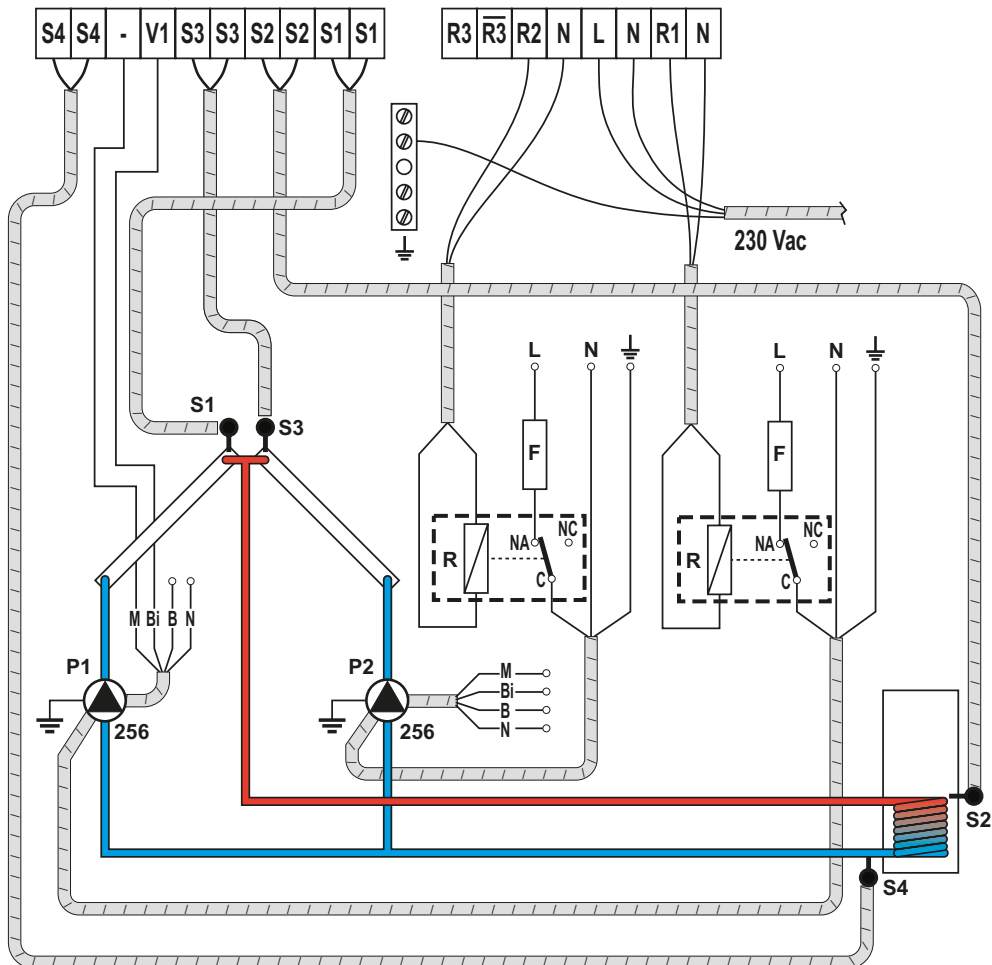 S4 S4 - V1 S3 S3 S2 S2 S1 S1
R3 R̅3̅ R2 N L N R1 N
230 Vac
L N
L N
S1
S3
F
F
NA
NC
R
C
NA
NC
R
C
M Bi B N
P1
256
P2
256
M
Bi
B
N
S2
S4